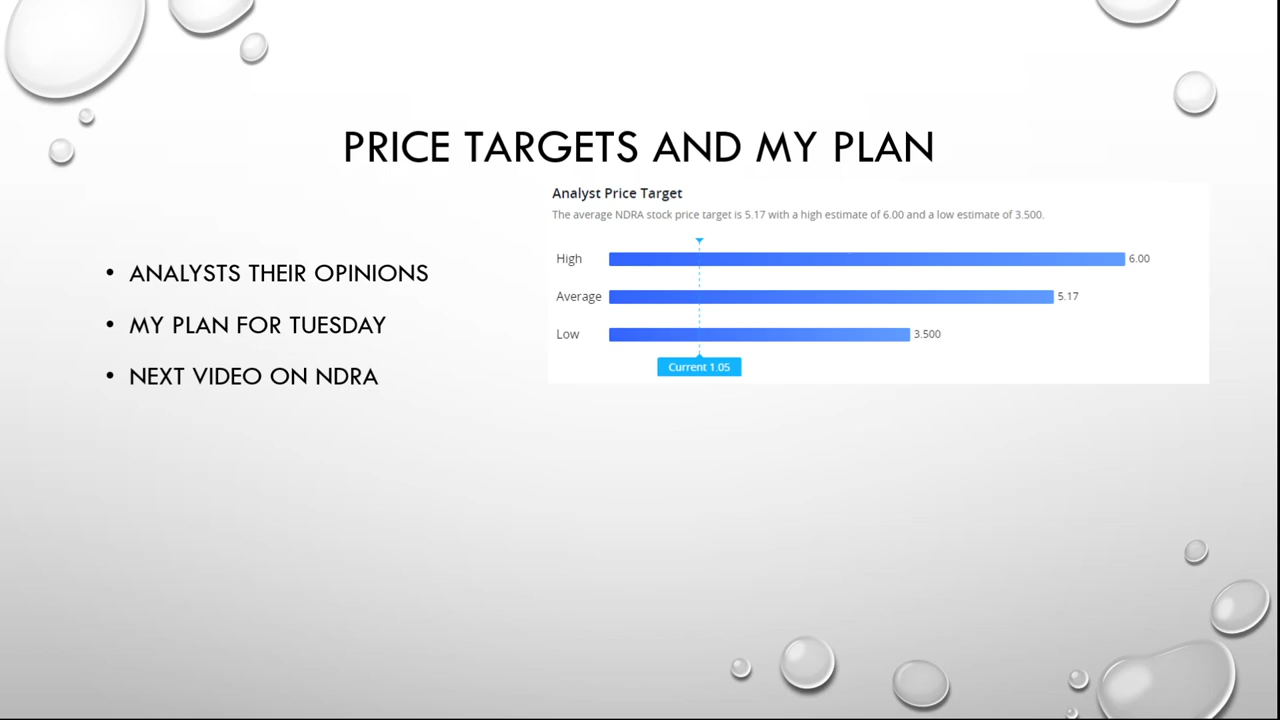 PRICE TARGETS AND MY PLAN
• ANALYSTS THEIR OPINIONS
• MY PLAN FOR TUESDAY
• NEXT VIDEO ON NDRA
Analyst Price Target
The average NDRA stock price target is 5.17 with a high estimate of 6.00 and a low estimate of 3.500.
High 6.00
Average 5.17
Low 3.500
Current 1.05